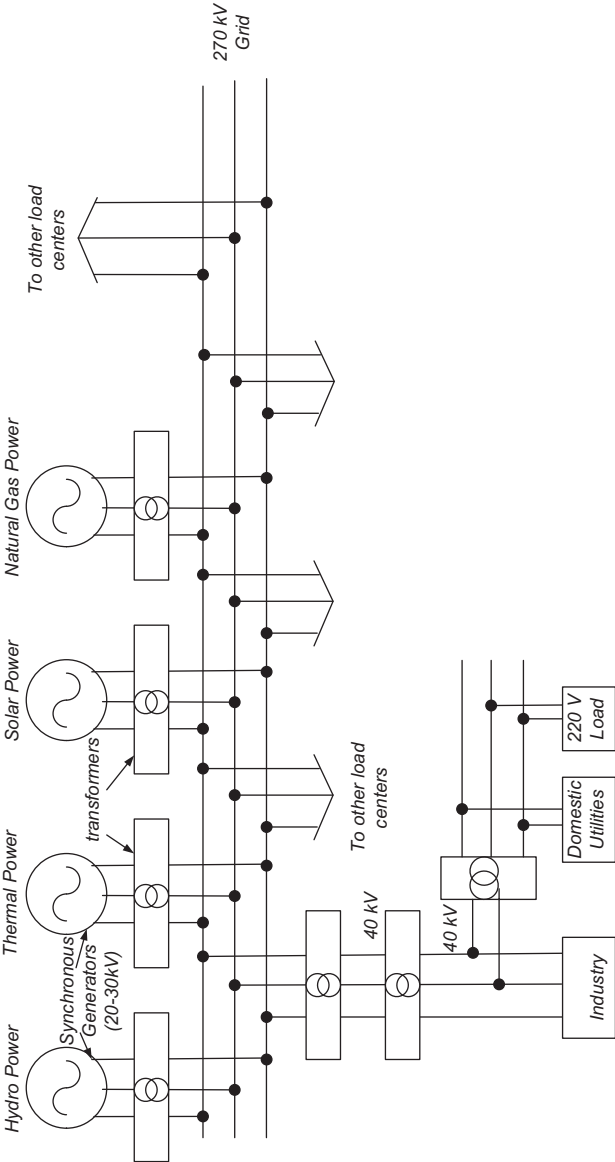 Hydro Power
Thermal Power
Solar Power
Natural Gas Power
Synchronous
Generators
(20-30kV)
transformers
To other load
centers
270 kV
Grid
To other load
centers
40 kV
40 kV
Industry
Domestic
Utilities
220 V
Load